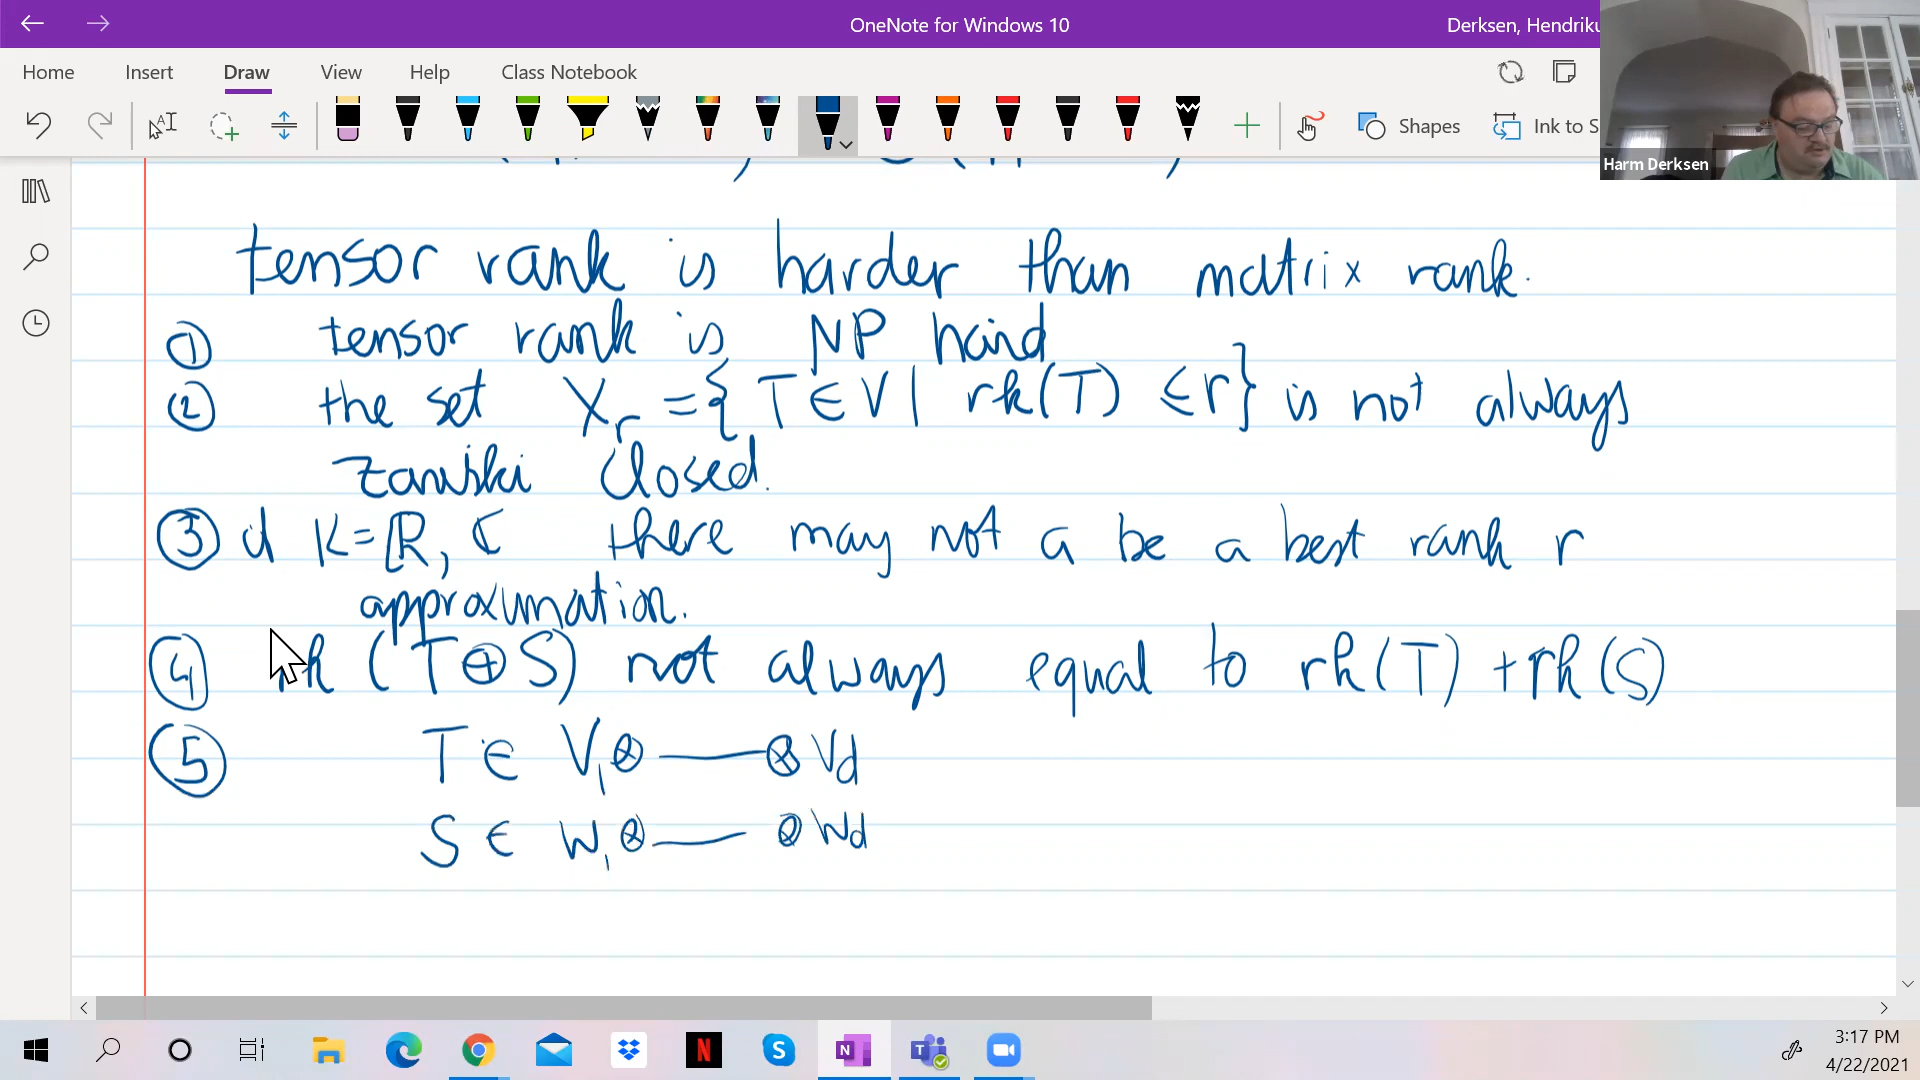 OneNote for Windows 10
Derksen, Hendriku
Home Insert Draw View Help Class Notebook
Shapes
Ink to S
Harm Derksen
tensor rank is harder than matrix rank.
① tensor rank is NP hard
② the set X_r = { T ∈ V | rk(T) ≤ r } is not always
Zariski closed.
③ if K = ℝ, ℂ there may not a be a best rank r
approximation.
④ rk (T ⊕ S) not always equal to rk(T) + rk(S)
⑤ T ∈ V₁ ⊗ — ⊗ Vd
S ∈ W₁ ⊗ — ⊗ Wd
3:17 PM
4/22/2021